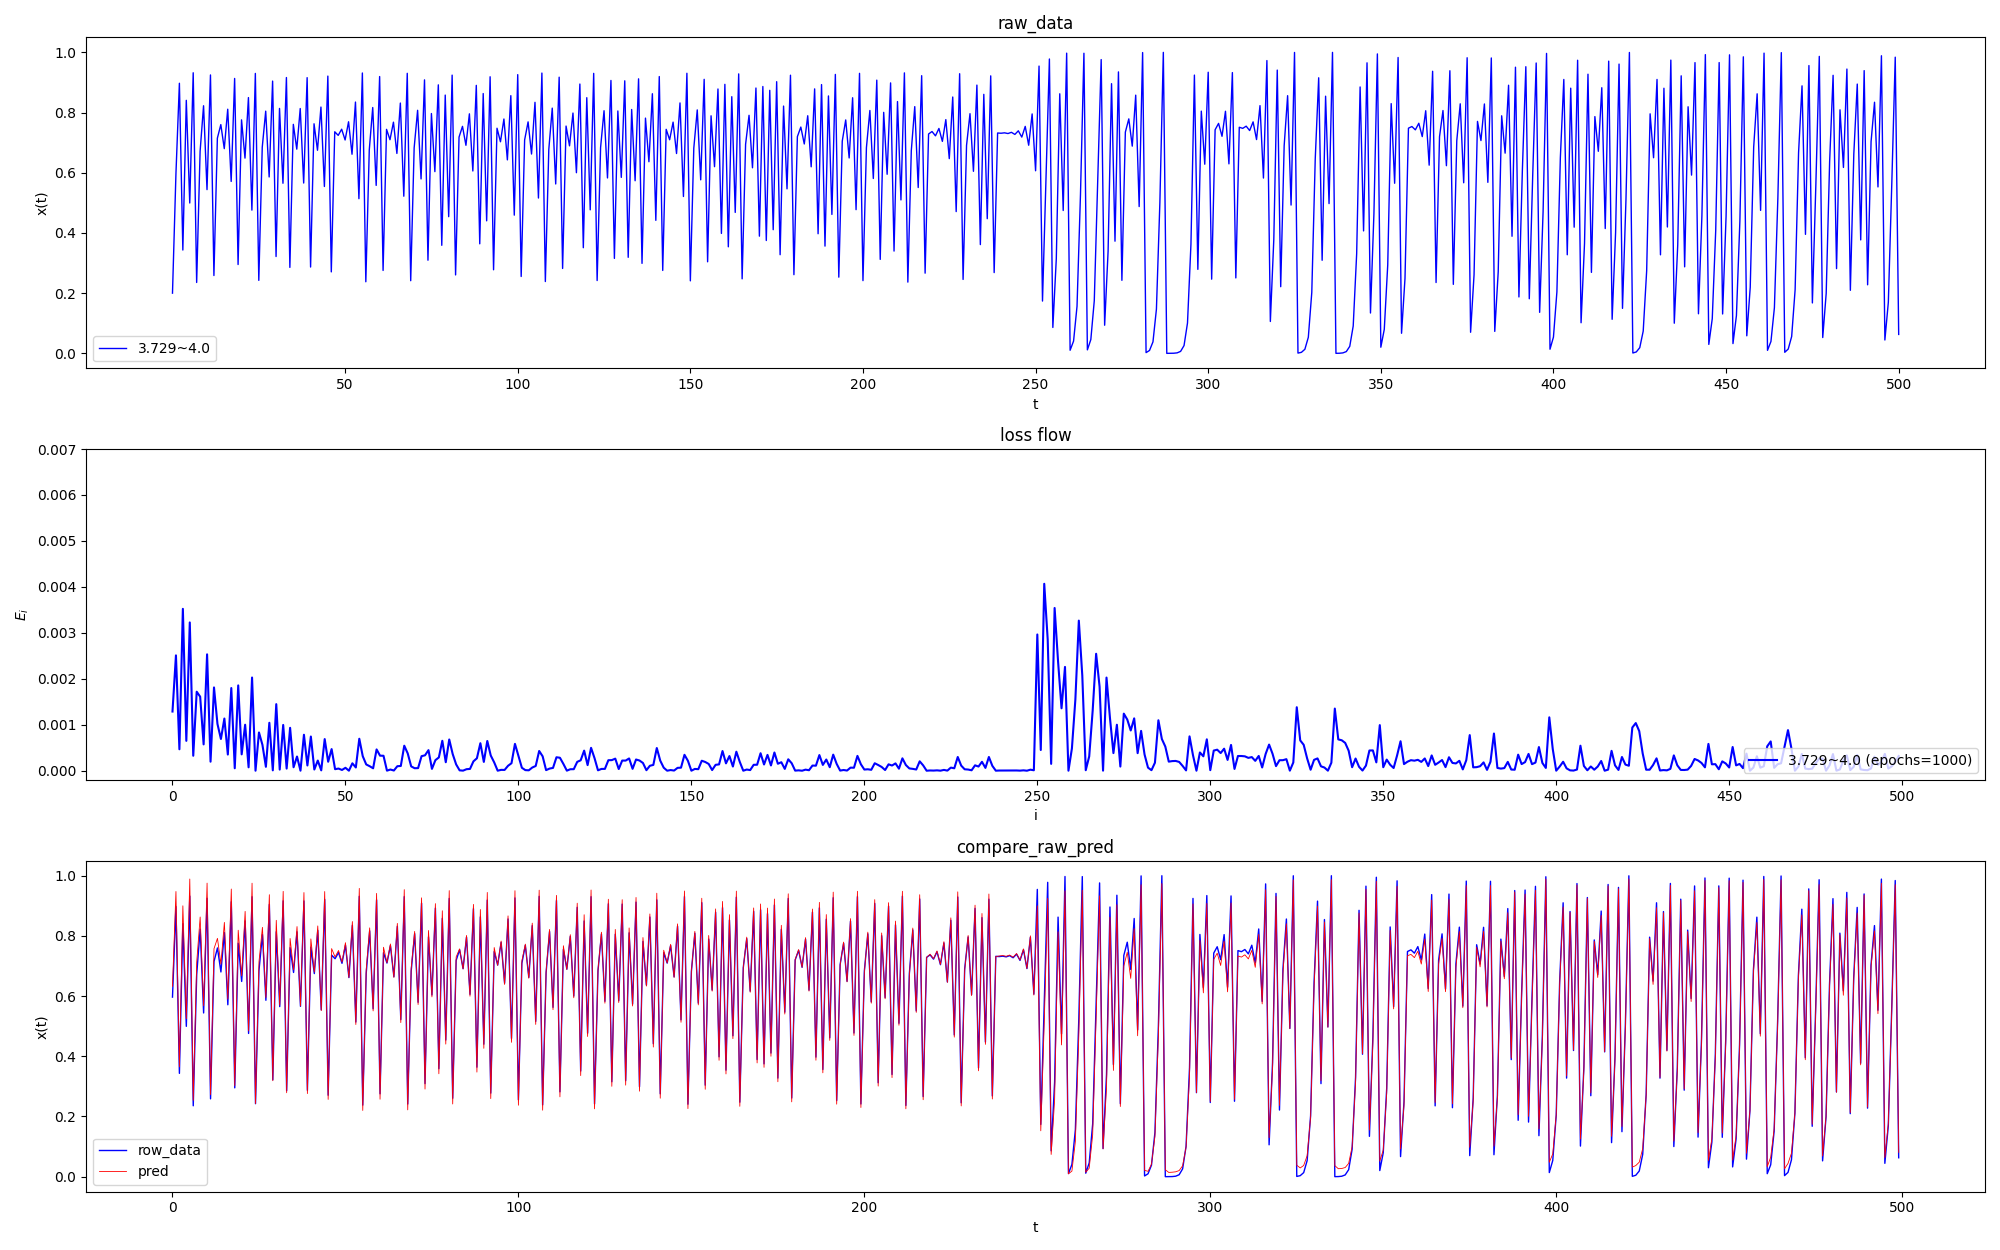 raw_data
1.0
0.8
0.6
0.4
0.2
0.0
x(t)
3.729~4.0
50 100 150 200 250 300 350 400 450 500
t
loss flow
0.007
0.006
0.005
0.004
0.003
0.002
0.001
0.000
E_i
3.729~4.0 (epochs=1000)
0 50 100 150 200 250 300 350 400 450 500
i
compare_raw_pred
1.0
0.8
0.6
0.4
0.2
0.0
x(t)
row_data
pred
0 100 200 300 400 500
t